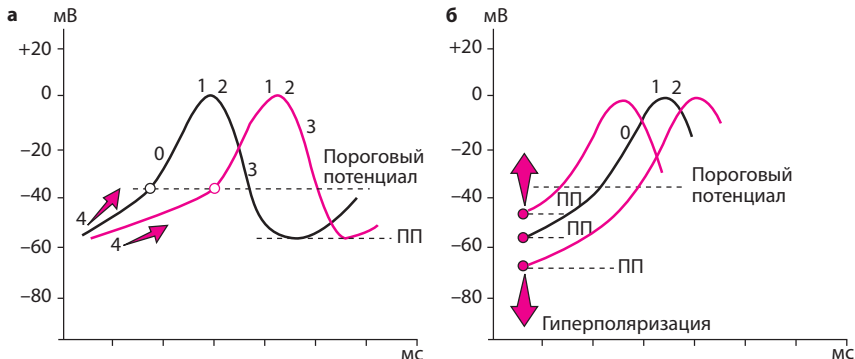 а
мВ
+20
0
−20
−40
−60
−80
1 2
1 2
0
3
3
4
4
Пороговый
потенциал
ПП
мс
б
мВ
+20
0
−20
−40
−60
−80
1 2
0
Пороговый
потенциал
ПП
ПП
ПП
Гиперполяризация
мс